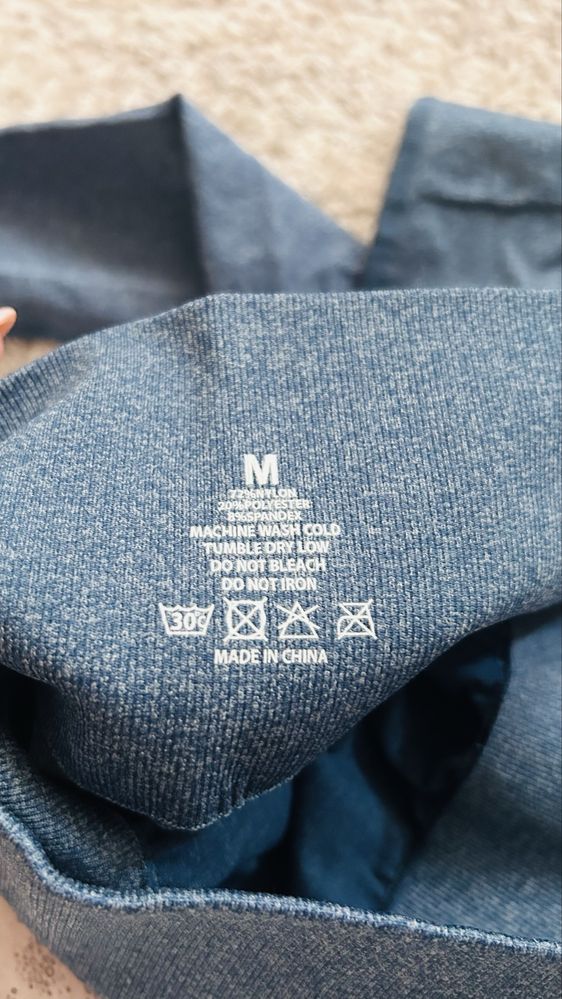 M
72%NYLON
20%POLYESTER
8%SPANDEX
MACHINE WASH COLD
TUMBLE DRY LOW
DO NOT BLEACH
DO NOT IRON
30c
MADE IN CHINA